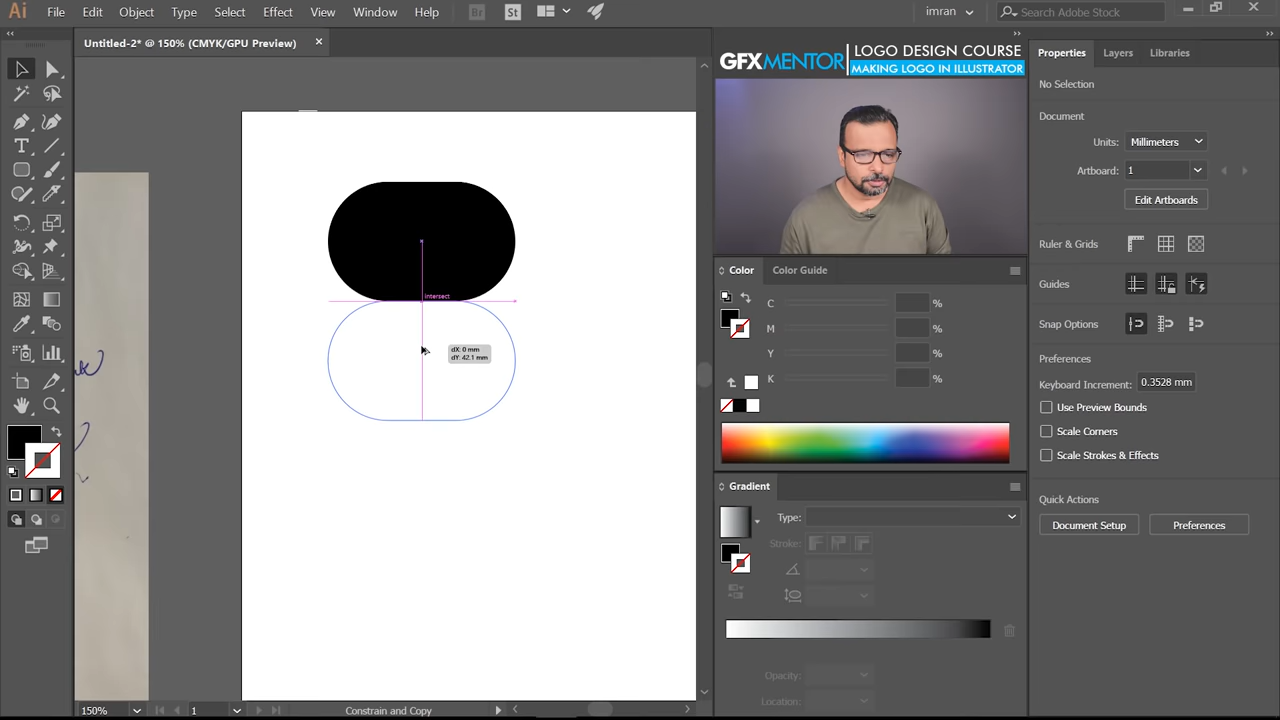 Ai File Edit Object Type Select Effect View Window Help Br St imran Search Adobe Stock
Untitled-2* @ 150% (CMYK/GPU Preview)
GFXMENTOR LOGO DESIGN COURSE
MAKING LOGO IN ILLUSTRATOR
Properties Layers Libraries
No Selection
Document
Units: Millimeters
Artboard: 1
Edit Artboards
Ruler & Grids
Guides
Snap Options
Preferences
Keyboard Increment: 0.3528 mm
Use Preview Bounds
Scale Corners
Scale Strokes & Effects
Quick Actions
Document Setup Preferences
Color Color Guide
C %
M %
Y %
K %
Gradient
Type:
Stroke:
Opacity:
Location:
intersect
dX: 0 mm
dY: 42.1 mm
150% 1 Constrain and Copy